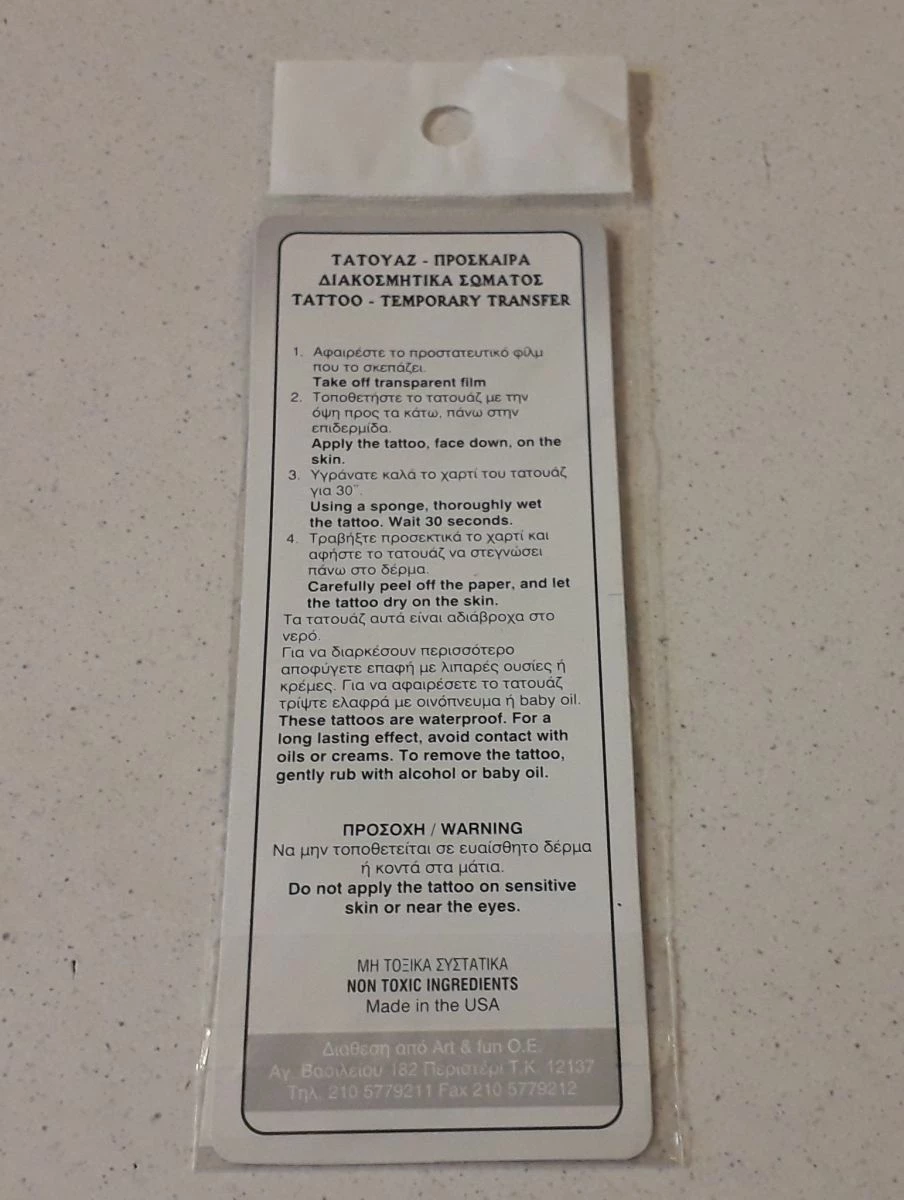 ΤΑΤΟΥΑΖ - ΠΡΟΣΚΑΙΡΑ
ΔΙΑΚΟΣΜΗΤΙΚΑ ΣΩΜΑΤΟΣ
TATTOO - TEMPORARY TRANSFER
1. Αφαιρέστε το προστατευτικό φιλμ
που το σκεπάζει.
Take off transparent film
2. Τοποθετήστε το τατουάζ με την
όψη προς τα κάτω, πάνω στην
επιδερμίδα.
Apply the tattoo, face down, on the
skin.
3. Υγράνατε καλά το χαρτί του τατουάζ
για 30¨.
Using a sponge, thoroughly wet
the tattoo. Wait 30 seconds.
4. Τραβήξτε προσεκτικά το χαρτί και
αφήστε το τατουάζ να στεγνώσει
πάνω στο δέρμα.
Carefully peel off the paper, and let
the tattoo dry on the skin.
Τα τατουάζ αυτά είναι αδιάβροχα στο
νερό.
Για να διαρκέσουν περισσότερο
αποφύγετε επαφή με λιπαρές ουσίες ή
κρέμες. Για να αφαιρέσετε το τατουάζ
τρίψτε ελαφρά με οινόπνευμα ή baby oil.
These tattoos are waterproof. For a
long lasting effect, avoid contact with
oils or creams. To remove the tattoo,
gently rub with alcohol or baby oil.
ΠΡΟΣΟΧΗ / WARNING
Να μην τοποθετείται σε ευαίσθητο δέρμα
ή κοντά στα μάτια.
Do not apply the tattoo on sensitive
skin or near the eyes.
ΜΗ ΤΟΞΙΚΑ ΣΥΣΤΑΤΙΚΑ
NON TOXIC INGREDIENTS
Made in the USA
Διάθεση από Art & fun Ο.Ε.
Αγ. Βασιλείου 182 Περιστέρι Τ.Κ. 12137
Τηλ. 210 5779211 Fax 210 5779212